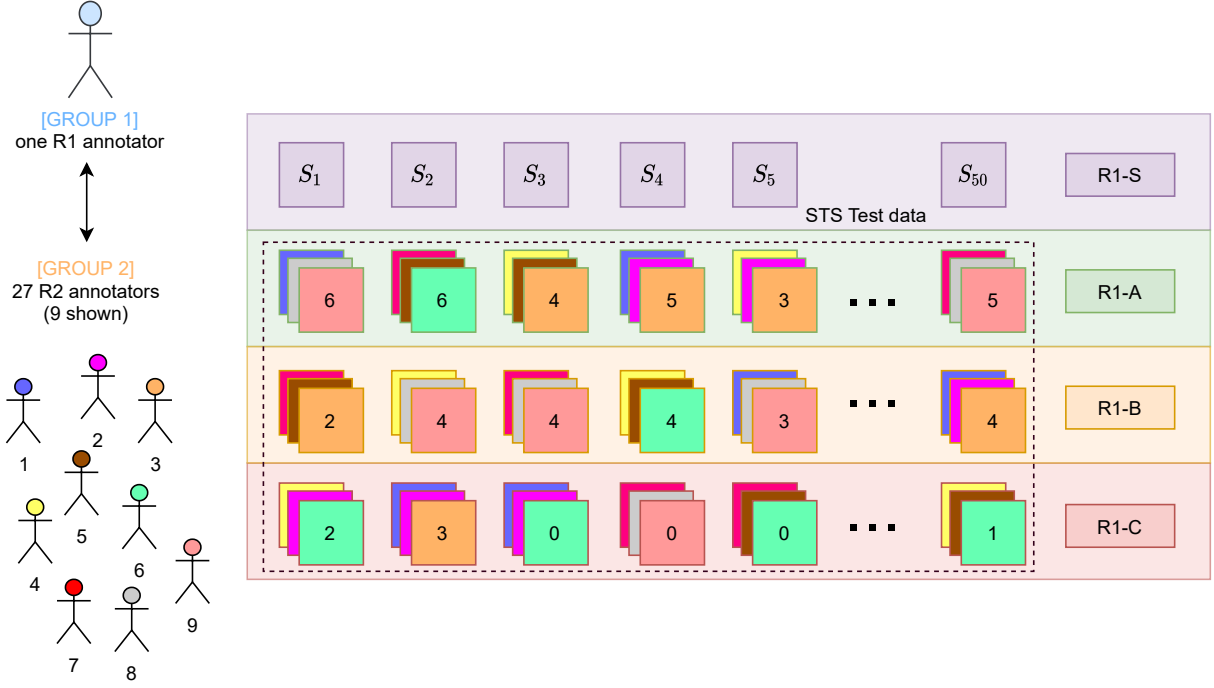 [GROUP 1]
one R1 annotator
[GROUP 2]
27 R2 annotators
(9 shown)
1
2
3
4
5
6
7
8
9
S1 S2 S3 S4 S5 S50 R1-S
STS Test data
6 6 4 5 3 ... 5 R1-A
2 4 4 4 3 ... 4 R1-B
2 3 0 0 0 ... 1 R1-C